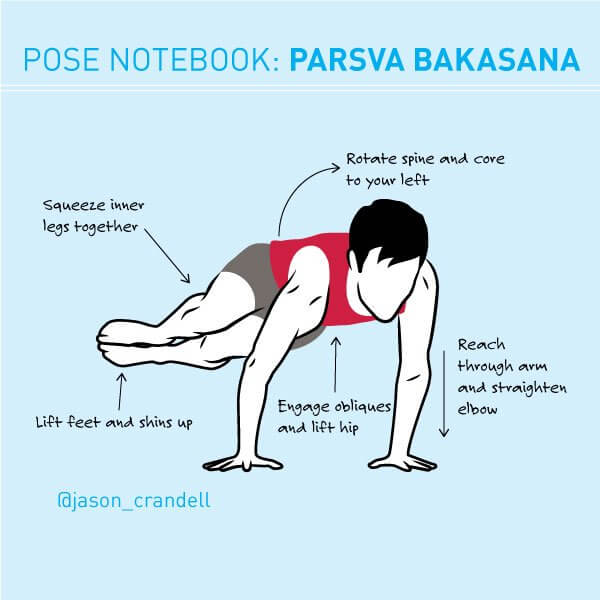 POSE NOTEBOOK: PARSVA BAKASANA
Rotate spine and core
to your left
Squeeze inner
legs together
Reach
through arm
and straighten
elbow
Engage obliques
and lift hip
Lift feet and shins up
@jason_crandell